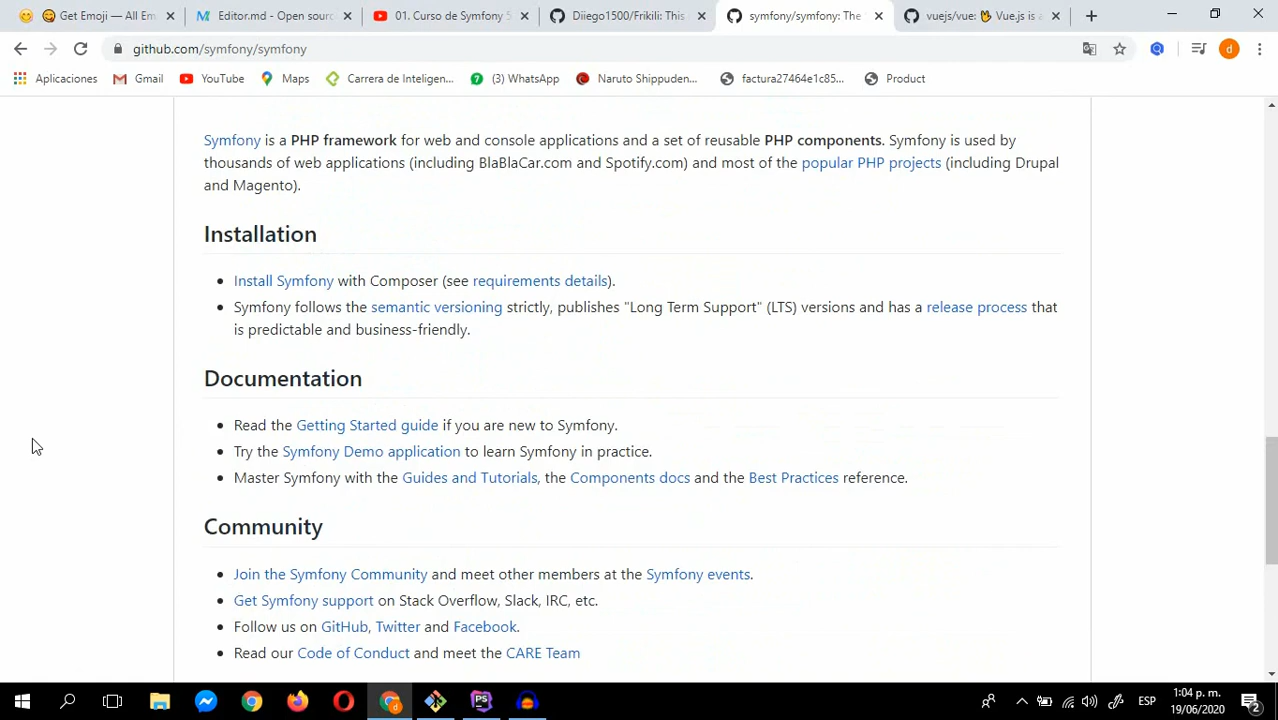 Get Emoji — All Em
Editor.md - Open sourc
01. Curso de Symfony 5
Diiego1500/Frikili: This
symfony/symfony: The
vuejs/vue: 🖖 Vue.js is a
github.com/symfony/symfony
d
Aplicaciones
Gmail
YouTube
Maps
Carrera de Inteligen...
(3) WhatsApp
Naruto Shippuden...
factura27464e1c85...
Product
Symfony is a PHP framework for web and console applications and a set of reusable PHP components. Symfony is used by
thousands of web applications (including BlaBlaCar.com and Spotify.com) and most of the popular PHP projects (including Drupal
and Magento).
Installation
Install Symfony with Composer (see requirements details).
Symfony follows the semantic versioning strictly, publishes "Long Term Support" (LTS) versions and has a release process that
is predictable and business-friendly.
Documentation
Read the Getting Started guide if you are new to Symfony.
Try the Symfony Demo application to learn Symfony in practice.
Master Symfony with the Guides and Tutorials, the Components docs and the Best Practices reference.
Community
Join the Symfony Community and meet other members at the Symfony events.
Get Symfony support on Stack Overflow, Slack, IRC, etc.
Follow us on GitHub, Twitter and Facebook.
Read our Code of Conduct and meet the CARE Team
ESP
1:04 p. m.
19/06/2020
2